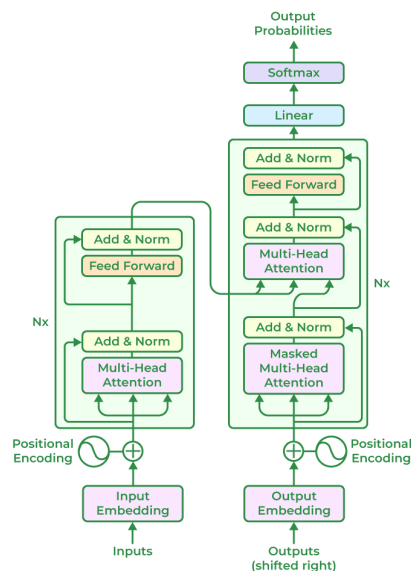 Output
Probabilities
Softmax
Linear
Add & Norm
Feed Forward
Add & Norm
Multi-Head
Attention
Nx
Add & Norm
Masked
Multi-Head
Attention
Positional
Encoding
Output
Embedding
Outputs
(shifted right)
Add & Norm
Feed Forward
Nx
Add & Norm
Multi-Head
Attention
Positional
Encoding
Input
Embedding
Inputs